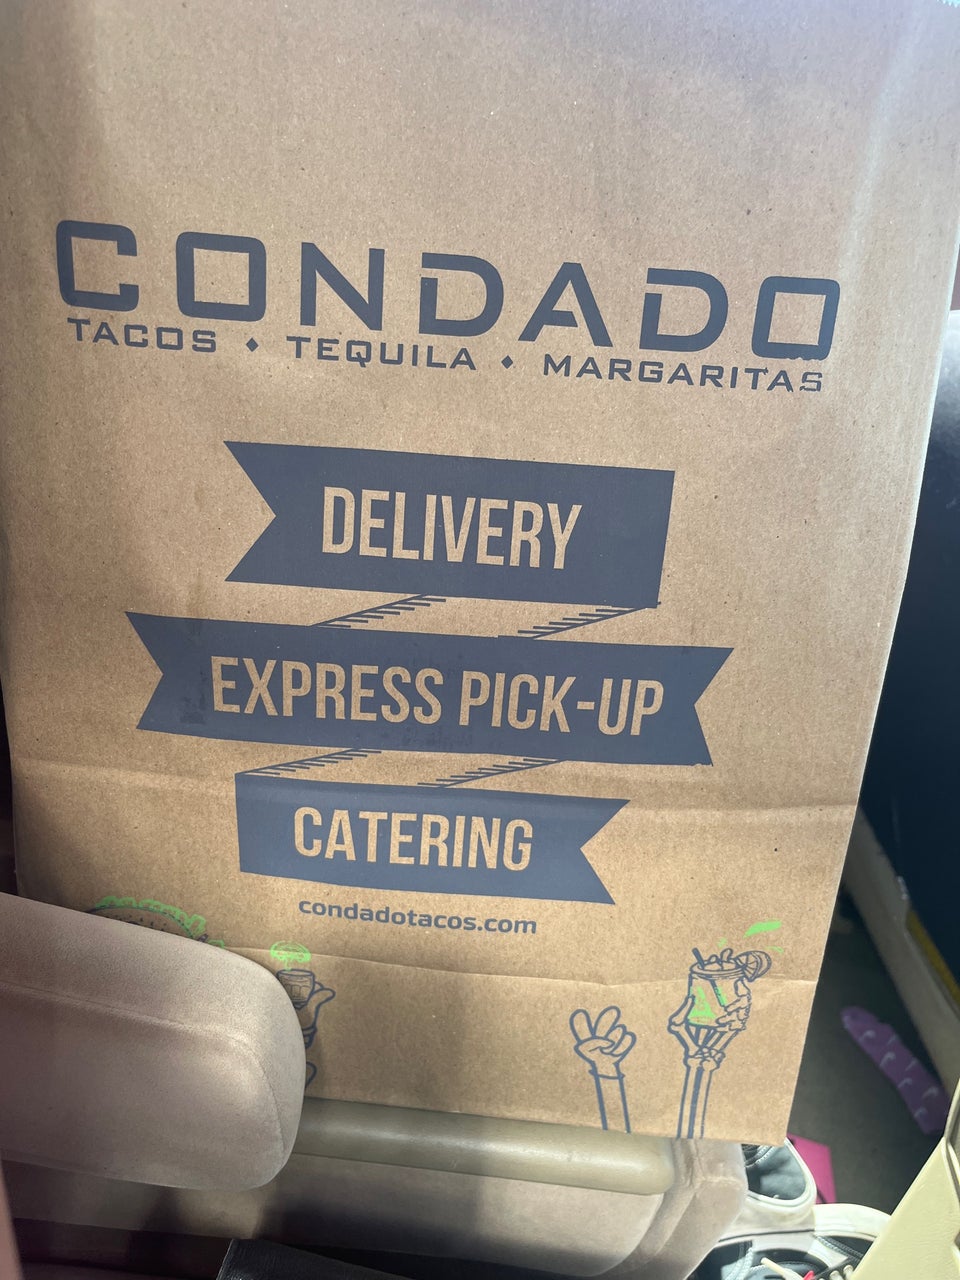 CONDADO
TACOS • TEQUILA • MARGARITAS
DELIVERY
EXPRESS PICK-UP
CATERING
condadotacos.com